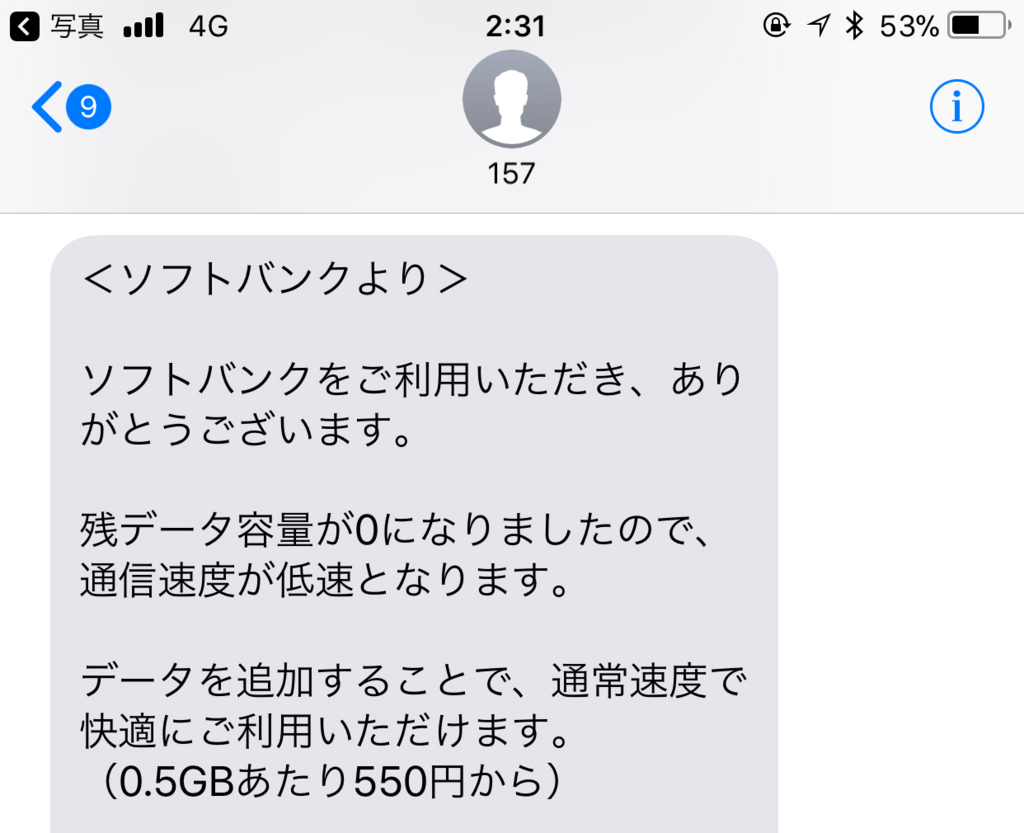 写真 4G 2:31 53%
9
157
＜ソフトバンクより＞
ソフトバンクをご利用いただき、あり
がとうございます。
残データ容量が0になりましたので、
通信速度が低速となります。
データを追加することで、通常速度で
快適にご利用いただけます。
（0.5GBあたり550円から）